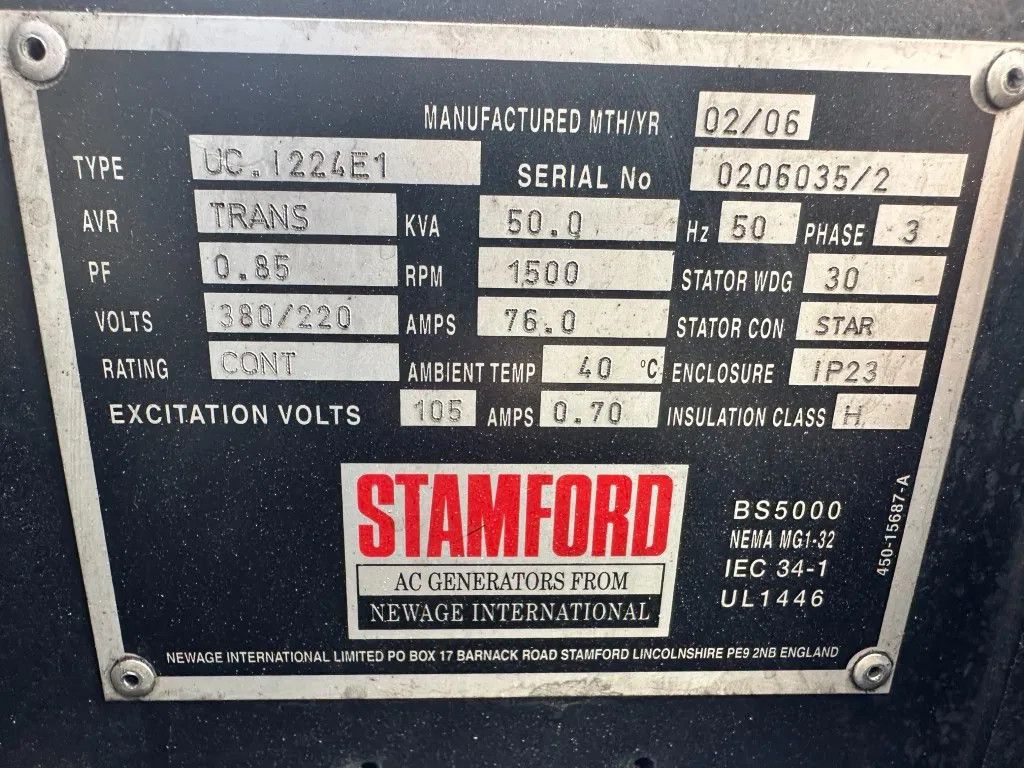 MANUFACTURED MTH/YR 02/06
TYPE UC.I224E1 SERIAL No 0206035/2
AVR TRANS KVA 50.0 Hz 50 PHASE 3
PF 0.85 RPM 1500 STATOR WDG 30
VOLTS 380/220 AMPS 76.0 STATOR CON STAR
RATING CONT AMBIENT TEMP 40 °C ENCLOSURE IP23
EXCITATION VOLTS 105 AMPS 0.70 INSULATION CLASS H
STAMFORD
AC GENERATORS FROM
NEWAGE INTERNATIONAL
BS5000
NEMA MG1-32
IEC 34-1
UL1446
450-15687-A
NEWAGE INTERNATIONAL LIMITED PO BOX 17 BARNACK ROAD STAMFORD LINCOLNSHIRE PE9 2NB ENGLAND